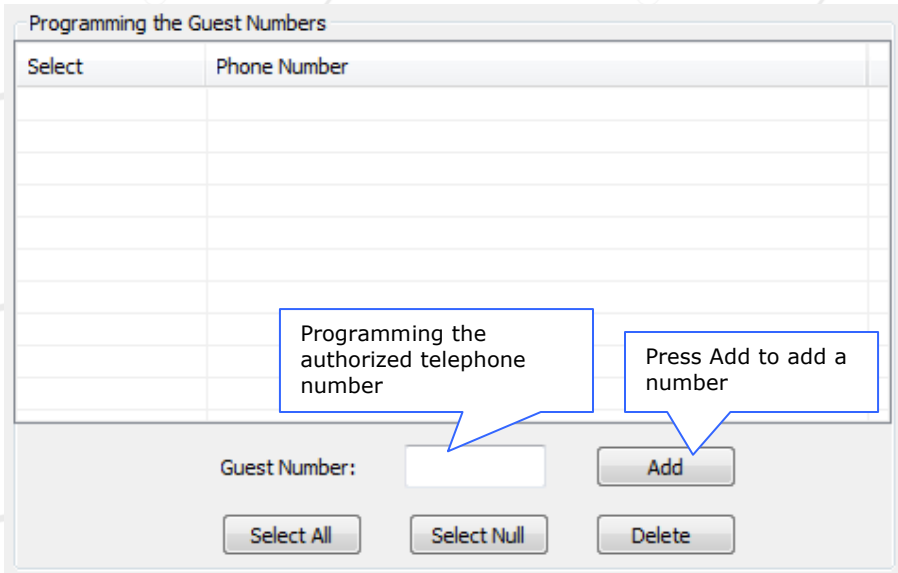 Programming the Guest Numbers
Select Phone Number
Programming the
authorized telephone
number
Press Add to add a
number
Guest Number: Add
Select All Select Null Delete